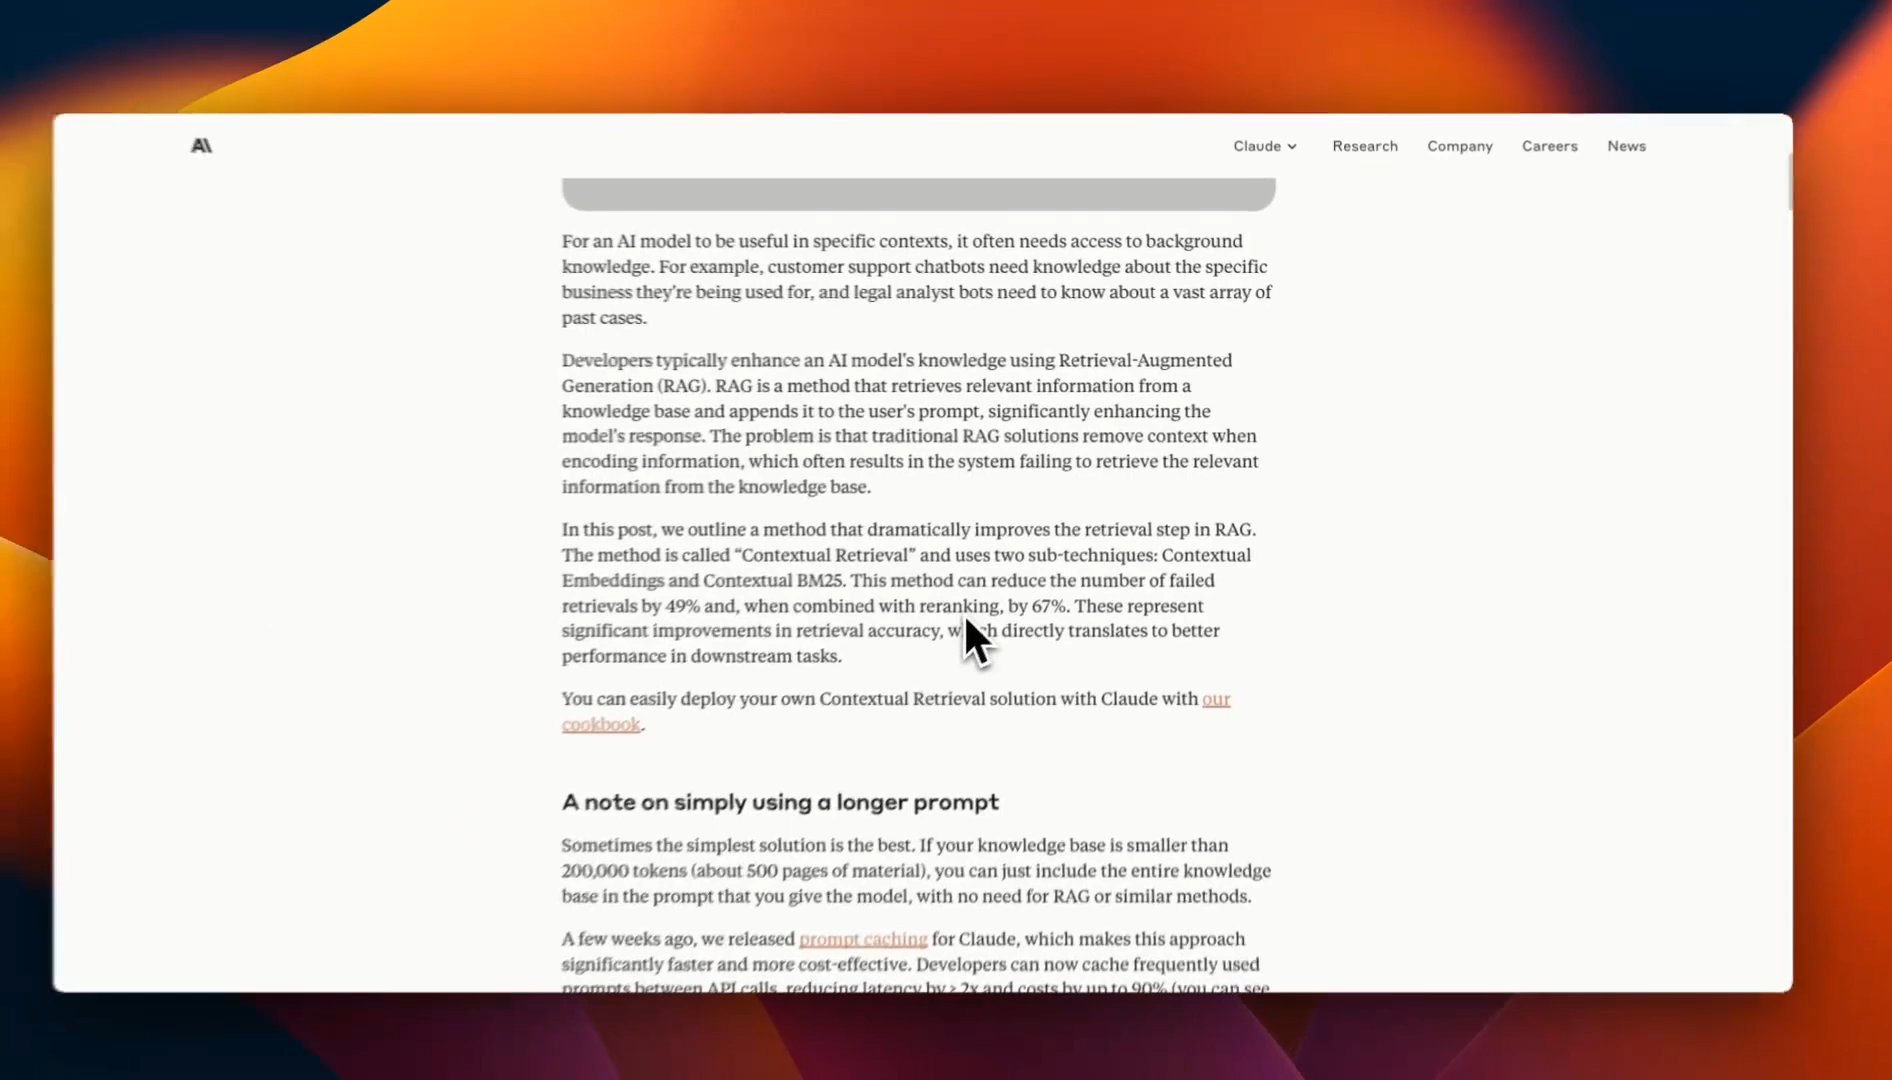 Claude
Research
Company
Careers
News
For an AI model to be useful in specific contexts, it often needs access to background
knowledge. For example, customer support chatbots need knowledge about the specific
business they're being used for, and legal analyst bots need to know about a vast array of
past cases.
Developers typically enhance an AI model's knowledge using Retrieval-Augmented
Generation (RAG). RAG is a method that retrieves relevant information from a
knowledge base and appends it to the user's prompt, significantly enhancing the
model's response. The problem is that traditional RAG solutions remove context when
encoding information, which often results in the system failing to retrieve the relevant
information from the knowledge base.
In this post, we outline a method that dramatically improves the retrieval step in RAG.
The method is called “Contextual Retrieval” and uses two sub-techniques: Contextual
Embeddings and Contextual BM25. This method can reduce the number of failed
retrievals by 49% and, when combined with reranking, by 67%. These represent
significant improvements in retrieval accuracy, which directly translates to better
performance in downstream tasks.
You can easily deploy your own Contextual Retrieval solution with Claude with our
cookbook.
A note on simply using a longer prompt
Sometimes the simplest solution is the best. If your knowledge base is smaller than
200,000 tokens (about 500 pages of material), you can just include the entire knowledge
base in the prompt that you give the model, with no need for RAG or similar methods.
A few weeks ago, we released prompt caching for Claude, which makes this approach
significantly faster and more cost-effective. Developers can now cache frequently used
prompts between API calls, reducing latency by > 2x and costs by up to 90% (you can see